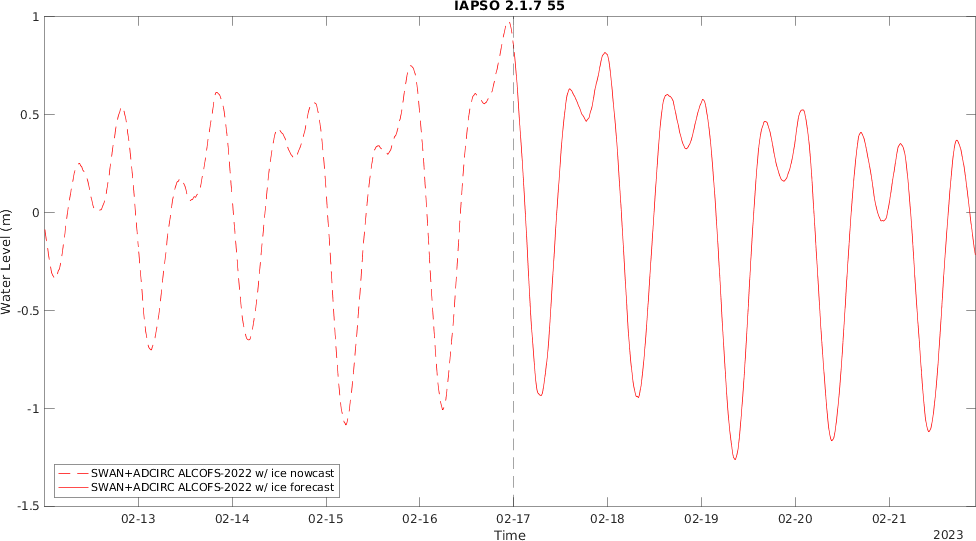 IAPSO 2.1.7 55
1
0.5
0
-0.5
-1
-1.5
Water Level (m)
SWAN+ADCIRC ALCOFS-2022 w/ ice nowcast
SWAN+ADCIRC ALCOFS-2022 w/ ice forecast
02-13 02-14 02-15 02-16 02-17 02-18 02-19 02-20 02-21
Time
2023